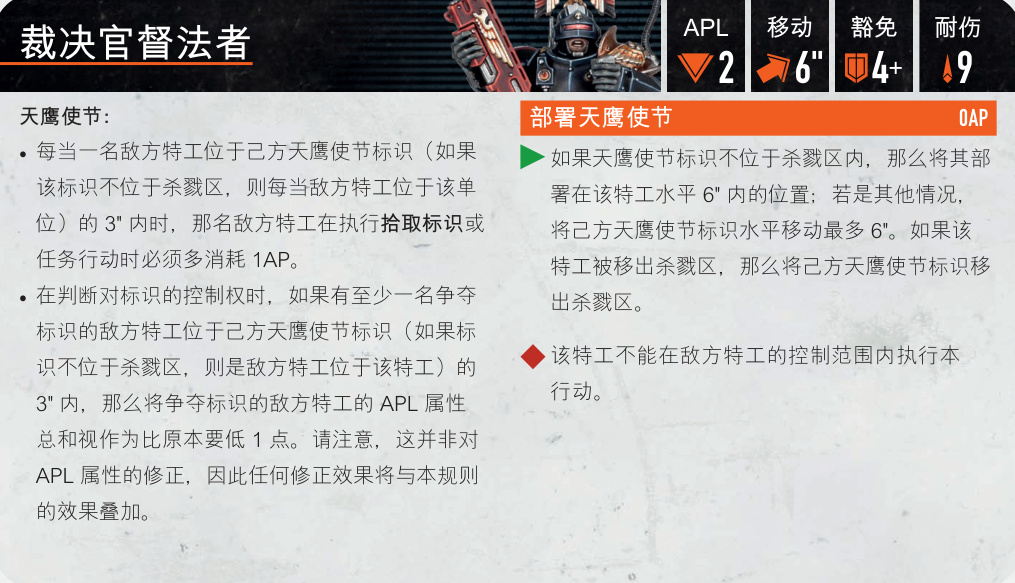 裁决官督法者
APL
2
移动
6"
豁免
4+
耐伤
9
天鹰使节:
• 每当一名敌方特工位于己方天鹰使节标识（如果
该标识不位于杀戮区，则每当敌方特工位于该单
位）的 3" 内时，那名敌方特工在执行拾取标识或
任务行动时必须多消耗 1AP。
• 在判断对标识的控制权时，如果有至少一名争夺
标识的敌方特工位于己方天鹰使节标识（如果标
识不位于杀戮区，则是敌方特工位于该特工）的
3" 内，那么将争夺标识的敌方特工的 APL 属性
总和视作为比原本要低 1 点。请注意，这并非对
APL 属性的修正，因此任何修正效果将与本规则
的效果叠加。
部署天鹰使节 0AP
如果天鹰使节标识不位于杀戮区内，那么将其部
署在该特工水平 6" 内的位置；若是其他情况，
将己方天鹰使节标识水平移动最多 6"。如果该
特工被移出杀戮区，那么将己方天鹰使节标识移
出杀戮区。
该特工不能在敌方特工的控制范围内执行本
行动。